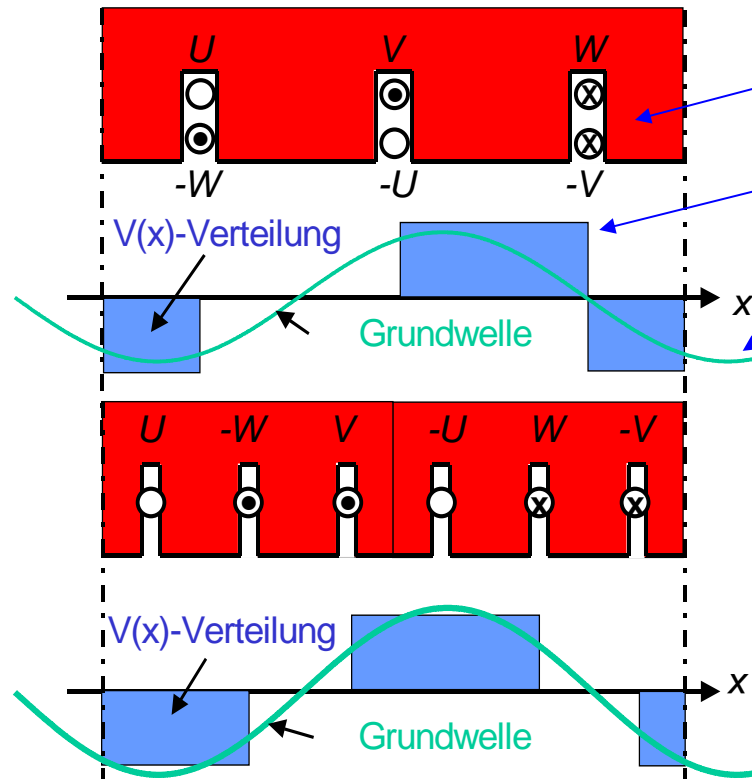 U V W
x
x
-W -U -V
V(x)-Verteilung
x
Grundwelle
U -W V -U W -V
x x
V(x)-Verteilung
x
Grundwelle